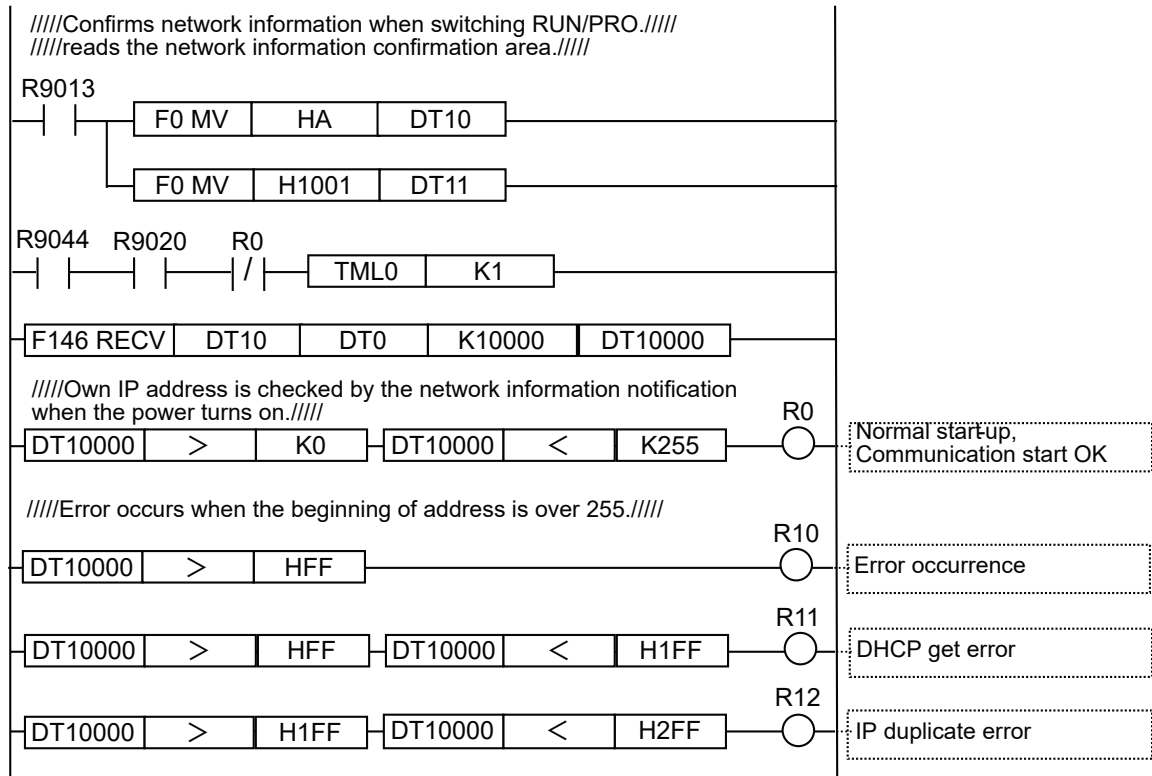 /////Confirms network information when switching RUN/PRO./////
/////reads the network information confirmation area./////
R9013
F0 MV HA DT10
F0 MV H1001 DT11
R9044 R9020 R0
/ TML0 K1
F146 RECV DT10 DT0 K10000 DT10000
/////Own IP address is checked by the network information notification
when the power turns on./////
R0
DT10000 > K0 DT10000 < K255
Normal start-up,
Communication start OK
/////Error occurs when the beginning of address is over 255./////
R10
DT10000 > HFF
Error occurrence
R11
DT10000 > HFF DT10000 < H1FF
DHCP get error
R12
DT10000 > H1FF DT10000 < H2FF
IP duplicate error